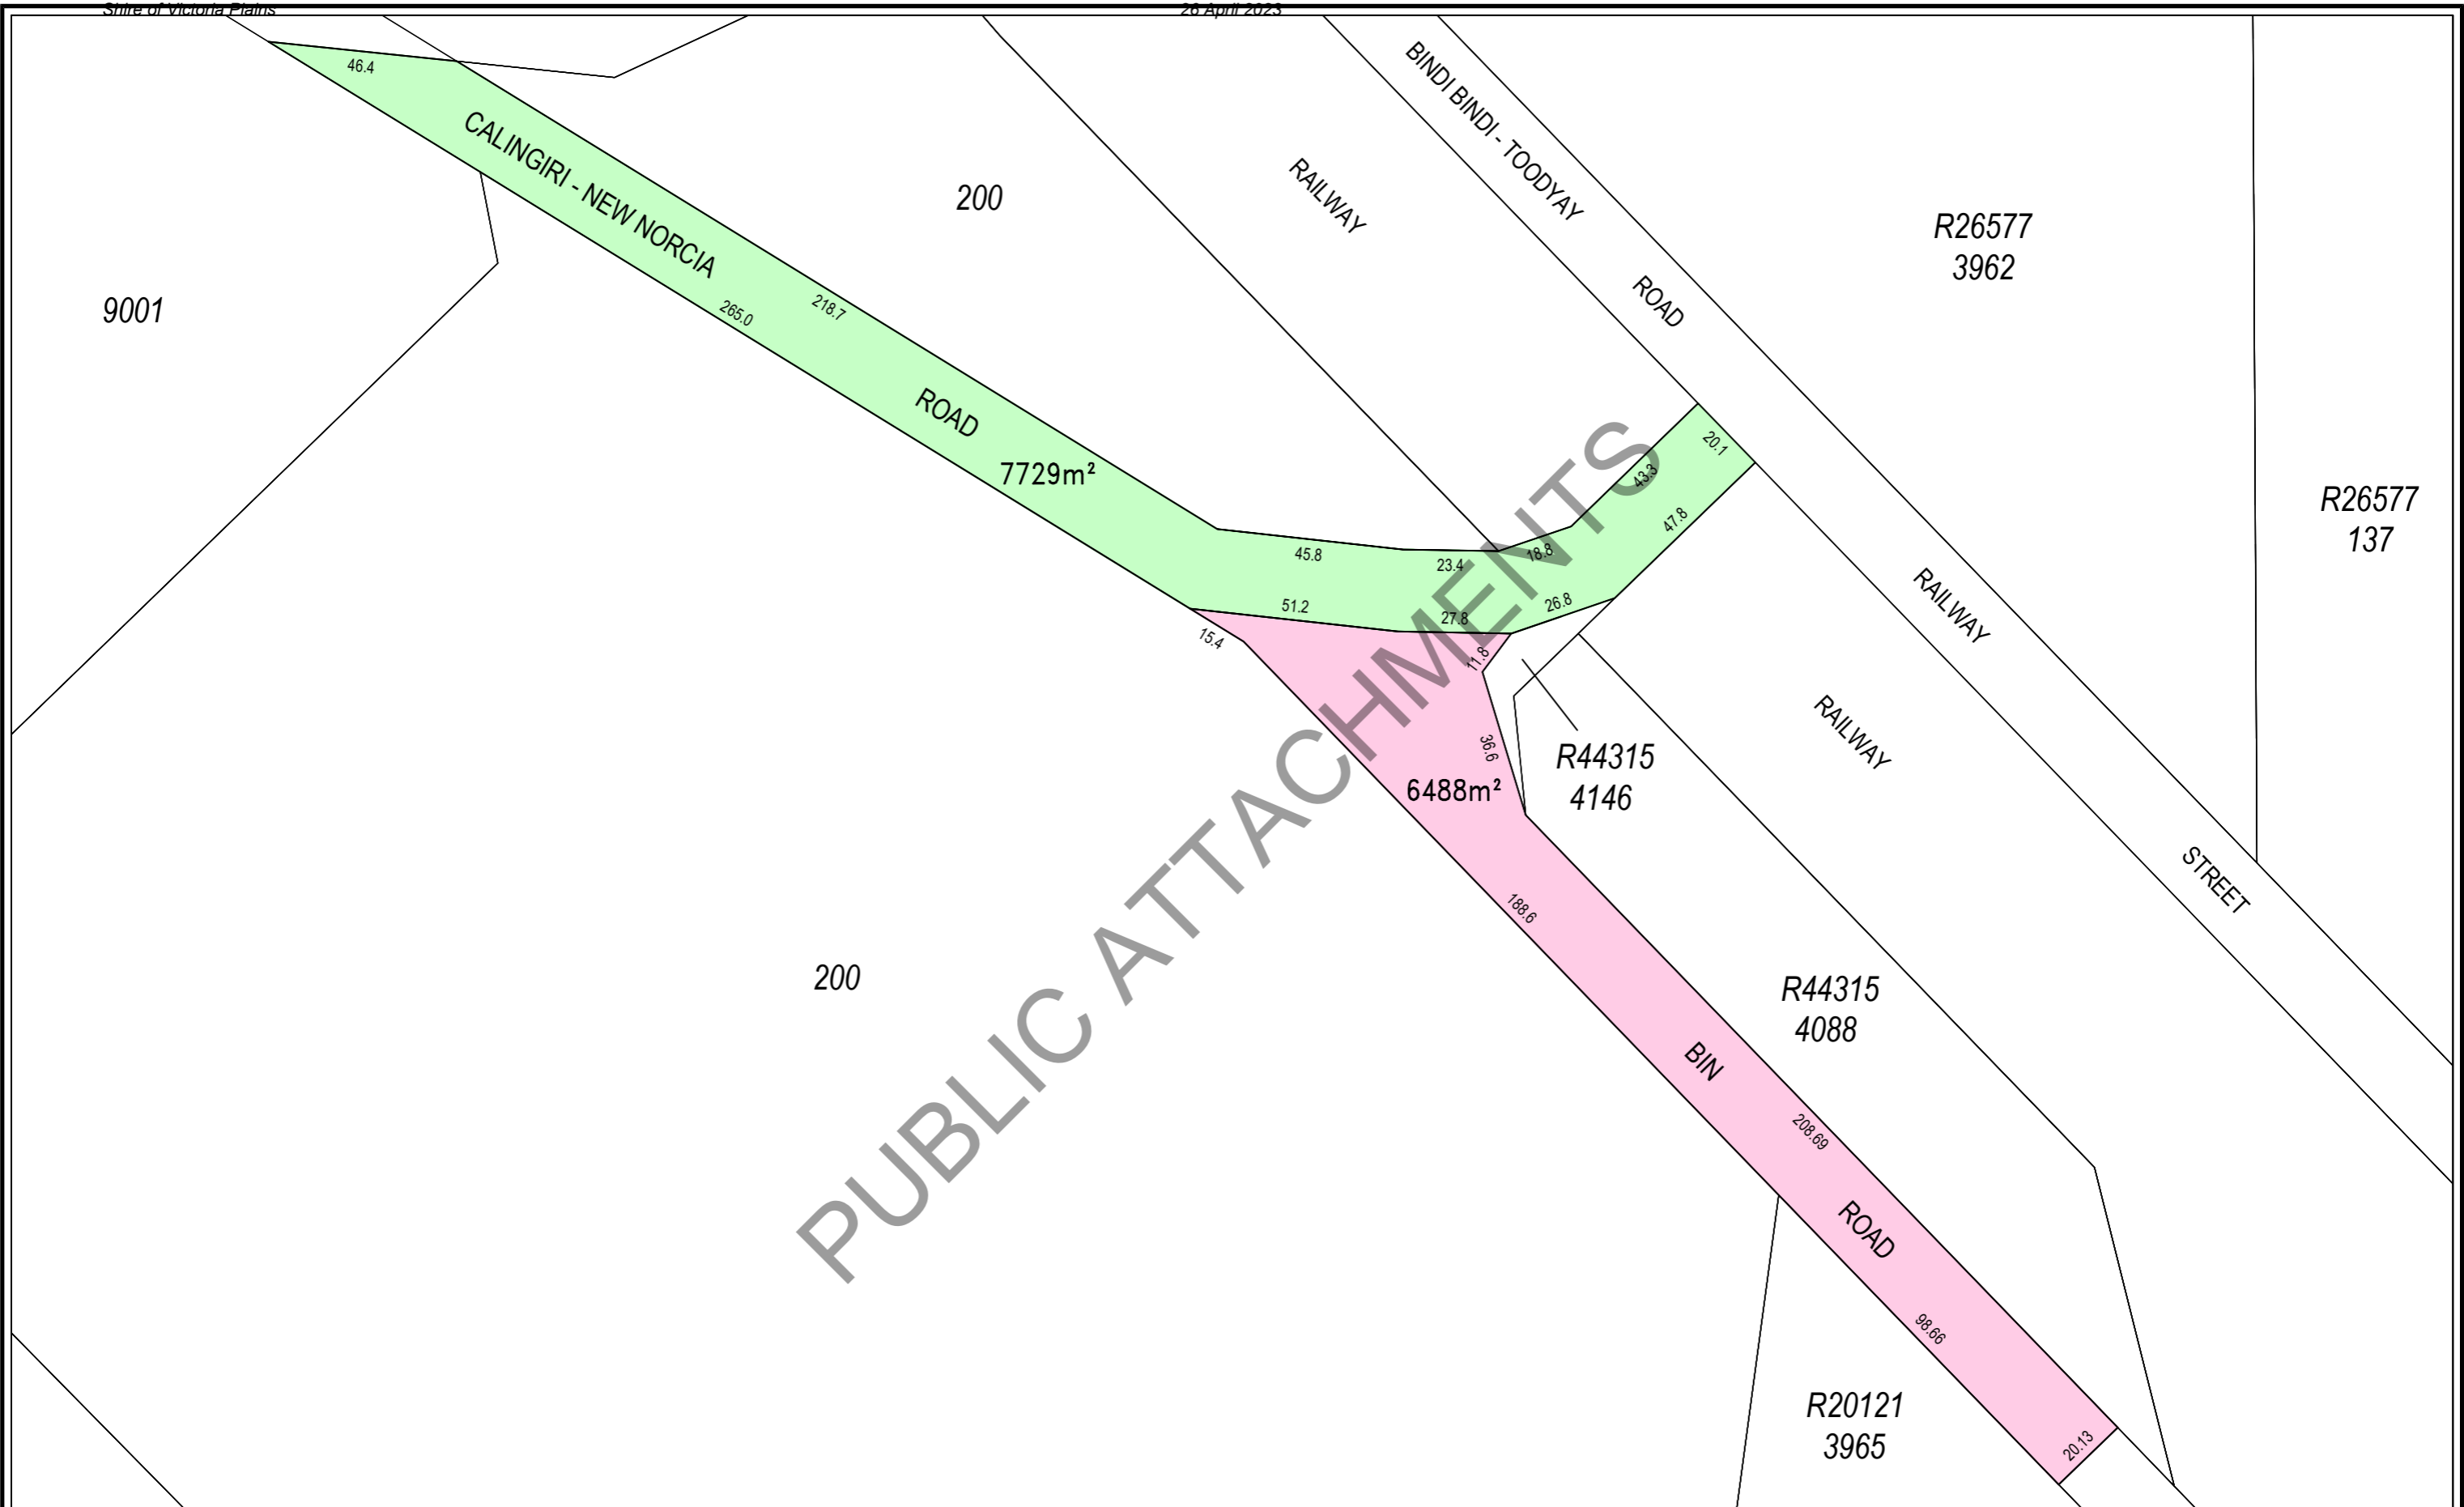 Shire of Victoria Plains
26 April 2023
46.4
CALINGIRI - NEW NORCIA
ROAD
265.0
218.7
7729m²
9001
200
RAILWAY
BINDI BINDI - TOODYAY
ROAD
R26577
3962
R26577
137
20.1
43.3
47.8
45.8
23.4
18.8
51.2
27.8
26.8
15.4
11.8
36.6
6488m²
R44315
4146
RAILWAY
RAILWAY
STREET
188.6
200
R44315
4088
BIN
ROAD
208.69
98.66
20.13
R20121
3965
PUBLIC ATTACHMENTS